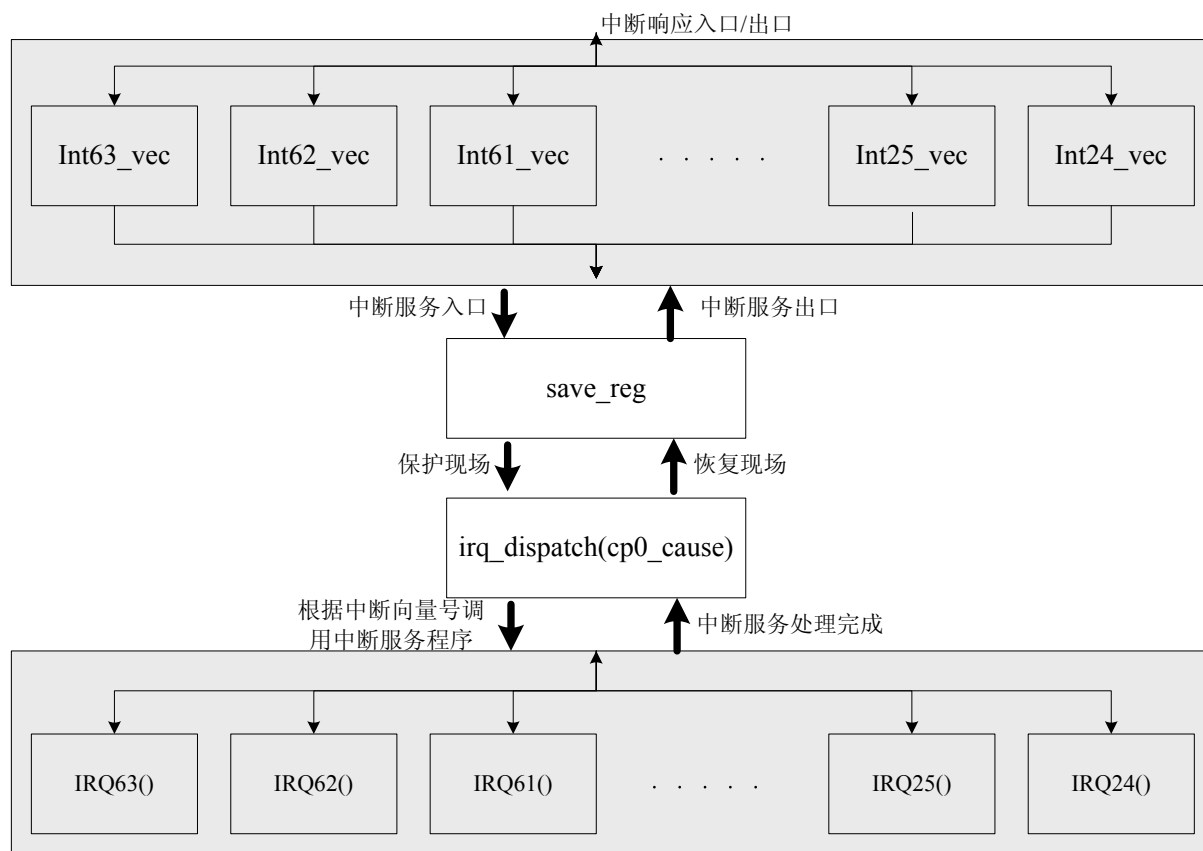 中断响应入口/出口
Int63_vec
Int62_vec
Int61_vec
. . . . .
Int25_vec
Int24_vec
中断服务入口
中断服务出口
save_reg
保护现场
恢复现场
irq_dispatch(cp0_cause)
根据中断向量号调
用中断服务程序
中断服务处理完成
IRQ63()
IRQ62()
IRQ61()
. . . . .
IRQ25()
IRQ24()